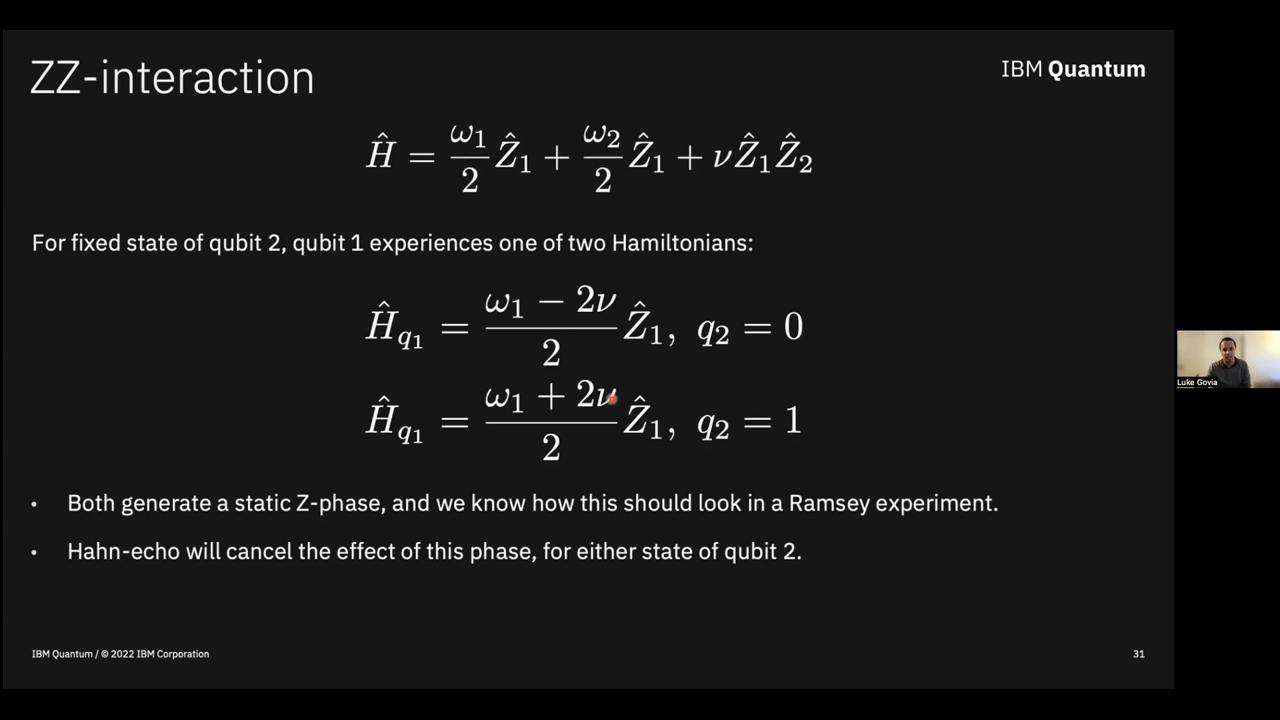 ZZ-interaction
IBM Quantum
Ĥ = ω₁/2 Ẑ₁ + ω₂/2 Ẑ₁ + νẐ₁Ẑ₂
For fixed state of qubit 2, qubit 1 experiences one of two Hamiltonians:
Ĥq₁ = (ω₁ − 2ν)/2 Ẑ₁, q₂ = 0
Ĥq₁ = (ω₁ + 2ν)/2 Ẑ₁, q₂ = 1
Luke Govia
• Both generate a static Z-phase, and we know how this should look in a Ramsey experiment.
• Hahn-echo will cancel the effect of this phase, for either state of qubit 2.
IBM Quantum / © 2022 IBM Corporation
31